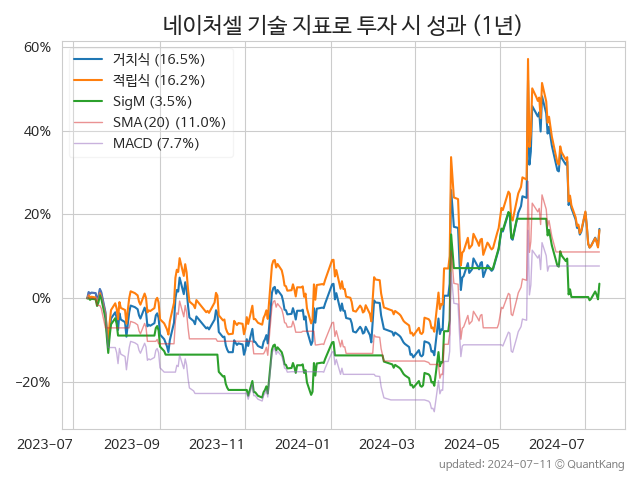 네이처셀 기술 지표로 투자 시 성과 (1년)
60%
40%
20%
0%
−20%
거치식 (16.5%)
적립식 (16.2%)
SigM (3.5%)
SMA(20) (11.0%)
MACD (7.7%)
2023-07 2023-09 2023-11 2024-01 2024-03 2024-05 2024-07
updated: 2024-07-11 © QuantKang